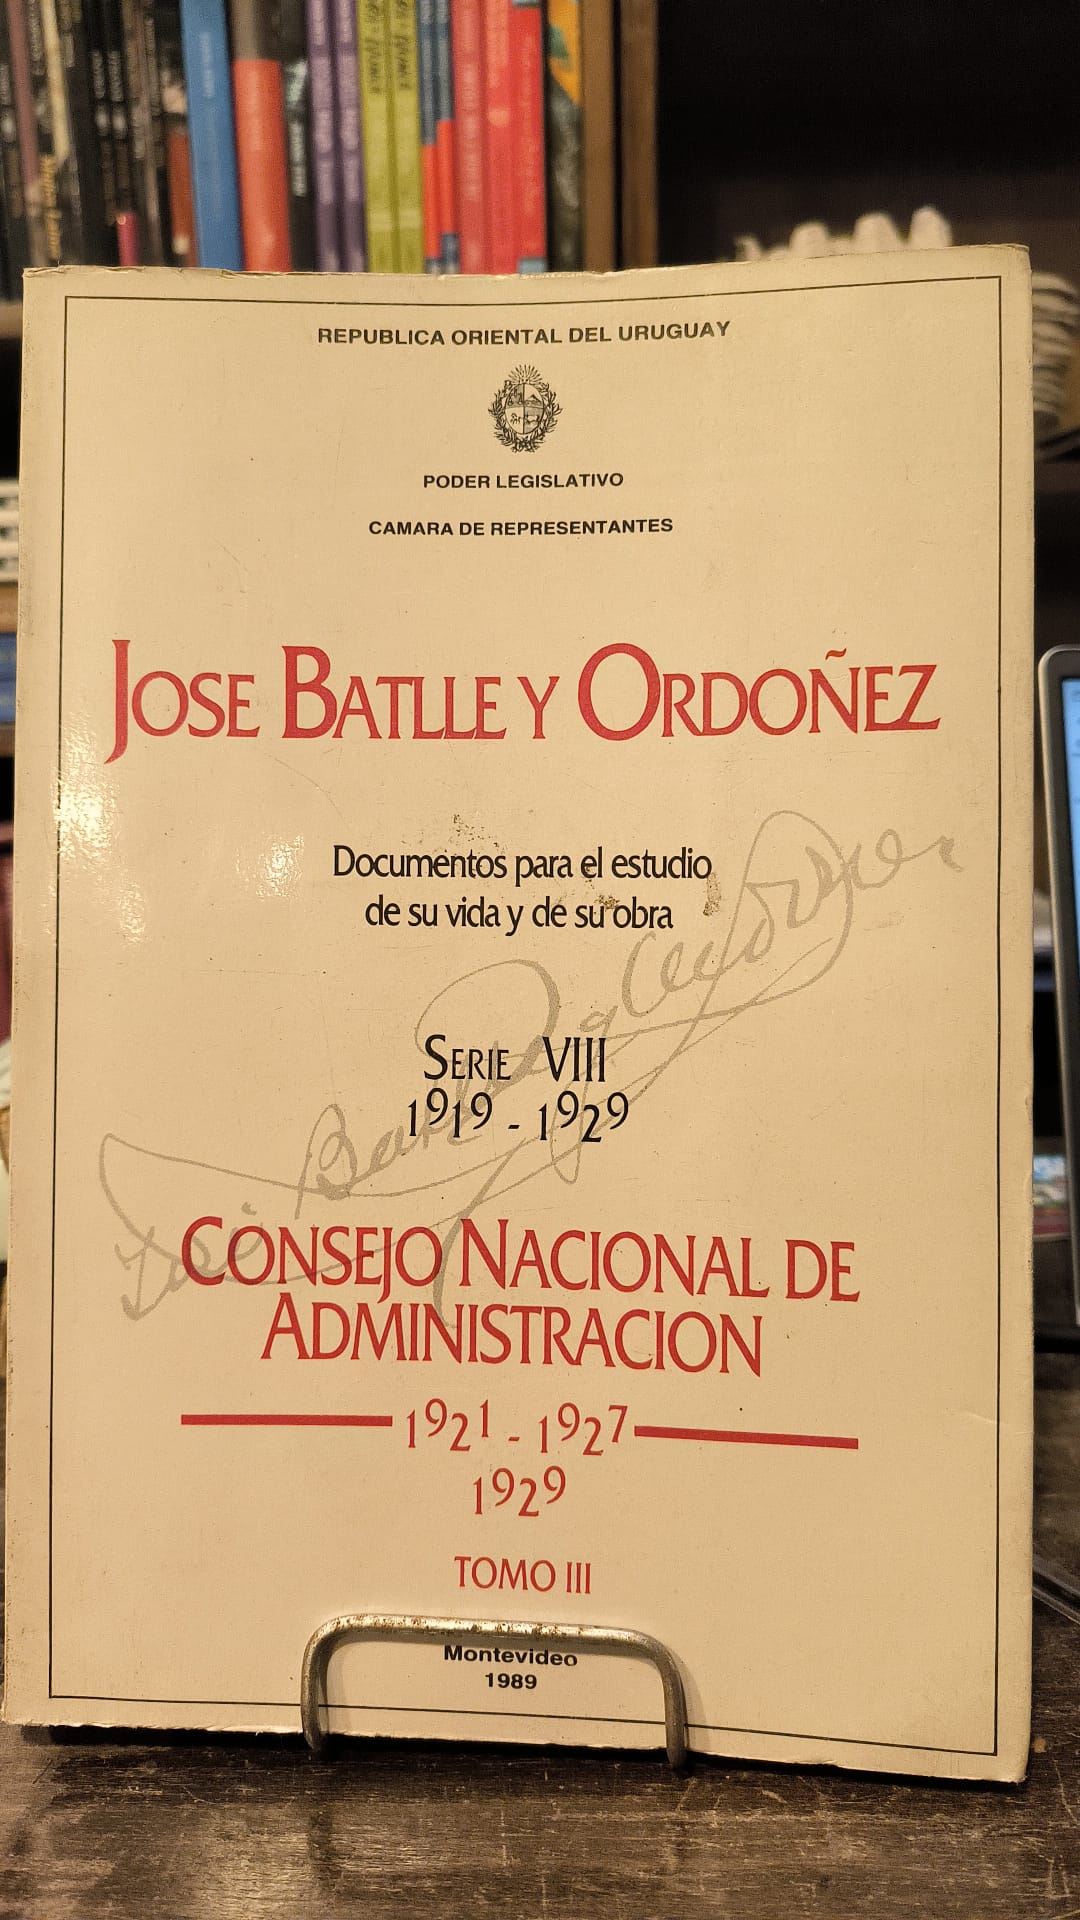 REPUBLICA ORIENTAL DEL URUGUAY
PODER LEGISLATIVO
CAMARA DE REPRESENTANTES
JOSE BATLLE Y ORDOÑEZ
Documentos para el estudio
de su vida y de su obra
SERIE VIII
1919 - 1929
CONSEJO NACIONAL DE
ADMINISTRACION
1921 - 1927
1929
TOMO III
Montevideo
1989